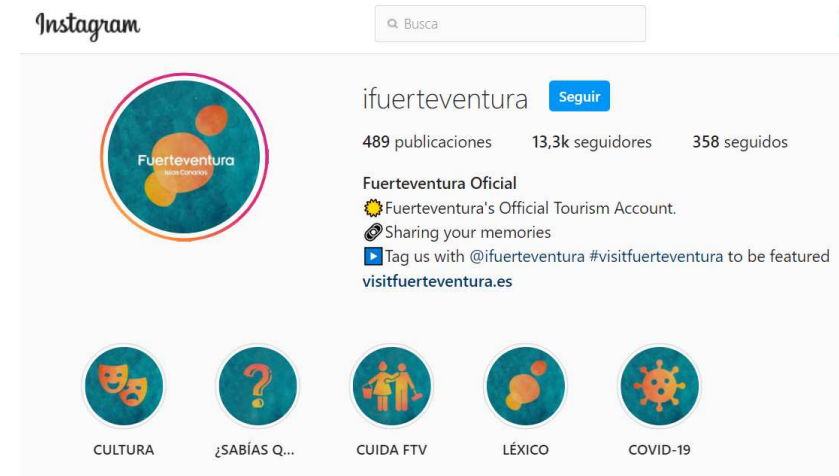 Instagram
Busca
ifuerteventura
Seguir
489 publicaciones 13,3k seguidores 358 seguidos
Fuerteventura
Islas Canarias
Fuerteventura Oficial
Fuerteventura's Official Tourism Account.
Sharing your memories
Tag us with @ifuerteventura #visitfuerteventura to be featured
visitfuerteventura.es
CULTURA
¿SABÍAS Q...
CUIDA FTV
LÉXICO
COVID-19